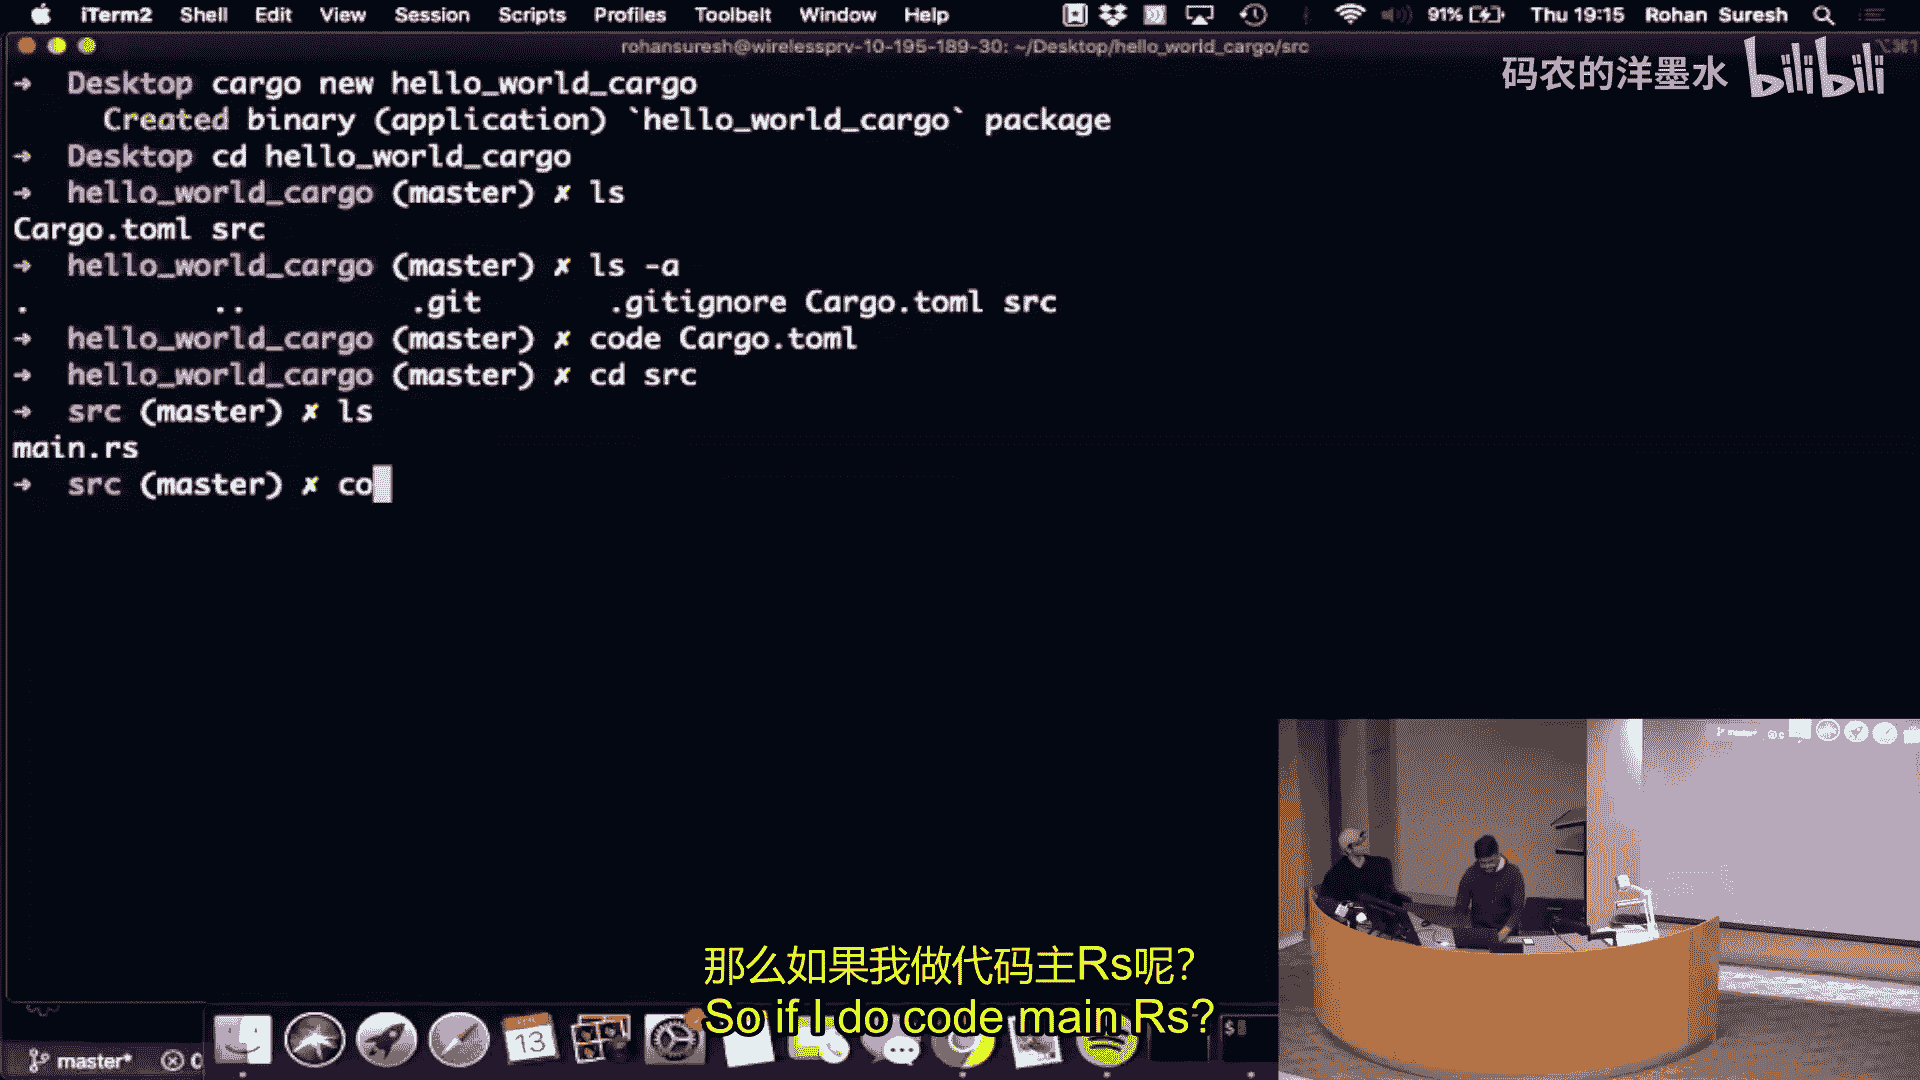 iTerm2 Shell Edit View Session Scripts Profiles Toolbelt Window Help 91% Thu 19:15 Rohan Suresh
rohansuresh@wirelessprv-10-195-189-30: ~/Desktop/hello_world_cargo/src
码农的洋墨水 bilibili
→ Desktop cargo new hello_world_cargo
Created binary (application) `hello_world_cargo` package
→ Desktop cd hello_world_cargo
→ hello_world_cargo (master) ✗ ls
Cargo.toml src
→ hello_world_cargo (master) ✗ ls -a
. .. .git .gitignore Cargo.toml src
→ hello_world_cargo (master) ✗ code Cargo.toml
→ hello_world_cargo (master) ✗ cd src
→ src (master) ✗ ls
main.rs
→ src (master) ✗ co
那么如果我做代码主Rs呢?
So if I do code main Rs?
master* 0
13